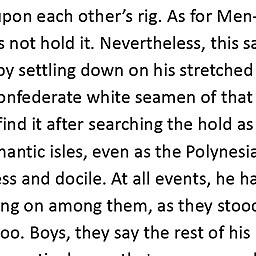 upon each other’s rig. As for Men-
s not hold it. Nevertheless, this sa
by settling down on his stretched
onfederate white seamen of that
find it after searching the hold as
mantic isles, even as the Polynesia
ess and docile. At all events, he ha
ng on among them, as they stood
oo. Boys, they say the rest of his